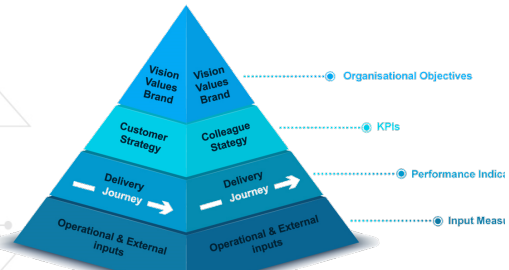 Vision
Values
Brand
Vision
Values
Brand
Organisational Objectives
Customer
Strategy
Colleague
Stategy
KPIs
Delivery
Journey
Delivery
Journey
Performance Indica
Operational & External
inputs
Operational & External
inputs
Input Measu